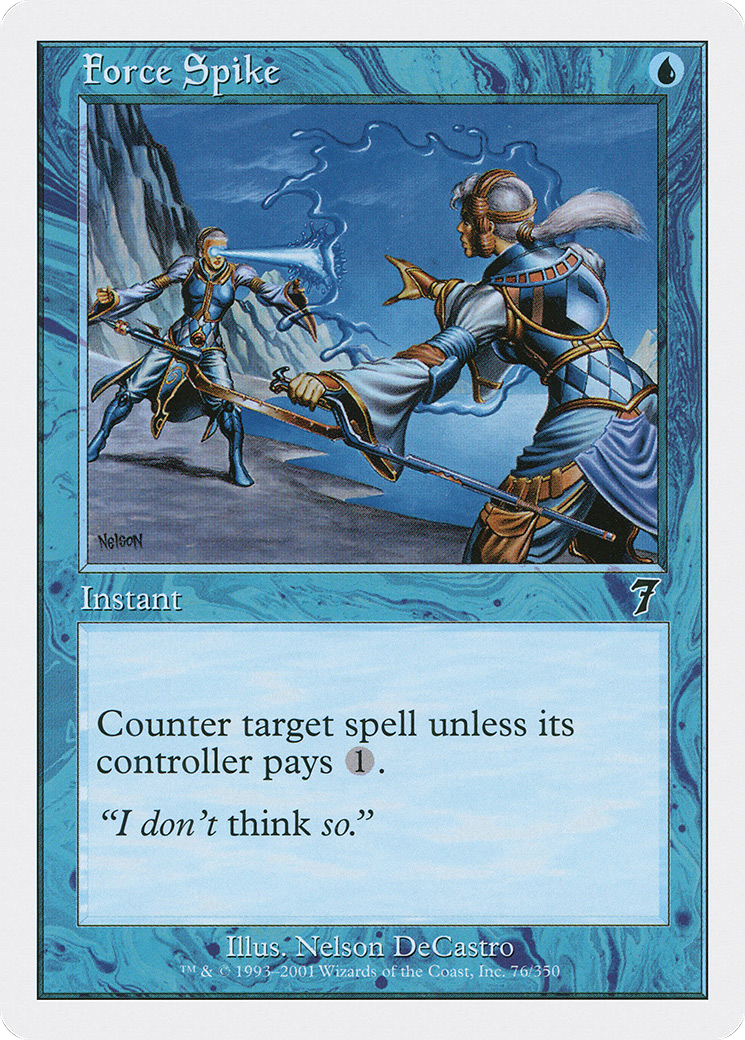 Force Spike
Nelson
Instant
7
Counter target spell unless its
controller pays 1.
“I don’t think so.”
Illus. Nelson DeCastro
™ & © 1993–2001 Wizards of the Coast, Inc. 76/350